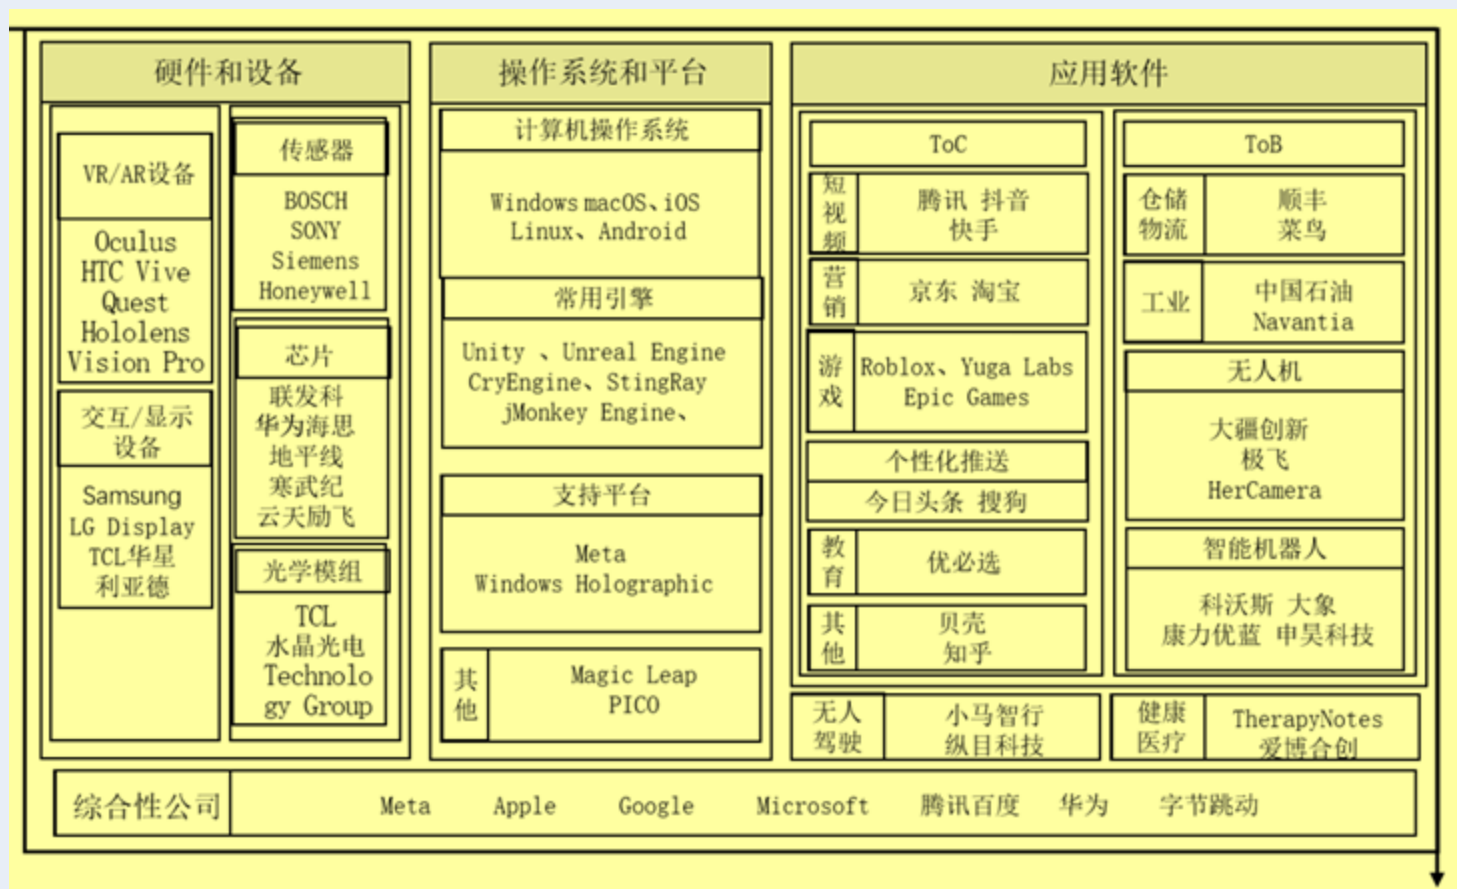 硬件和设备
VR/AR设备
Oculus
HTC Vive
Quest
Hololens
Vision Pro
交互/显示
设备
Samsung
LG Display
TCL华星
利亚德
传感器
BOSCH
SONY
Siemens
Honeywell
芯片
联发科
华为海思
地平线
寒武纪
云天励飞
光学模组
TCL
水晶光电
Technolo
gy Group
操作系统和平台
计算机操作系统
Windows macOS、iOS
Linux、Android
常用引擎
Unity 、Unreal Engine
CryEngine、StingRay
jMonkey Engine、
支持平台
Meta
Windows Holographic
其
他
Magic Leap
PICO
应用软件
ToC
短
视
频
腾讯 抖音
快手
营
销
京东 淘宝
游
戏
Roblox、Yuga Labs
Epic Games
个性化推送
今日头条 搜狗
教
育
优必选
其
他
贝壳
知乎
ToB
仓储
物流
顺丰
菜鸟
工业
中国石油
Navantia
无人机
大疆创新
极飞
HerCamera
智能机器人
科沃斯 大象
康力优蓝 申昊科技
无人
驾驶
小马智行
纵目科技
健康
医疗
TherapyNotes
爱博合创
综合性公司
Meta Apple Google Microsoft 腾讯百度 华为 字节跳动